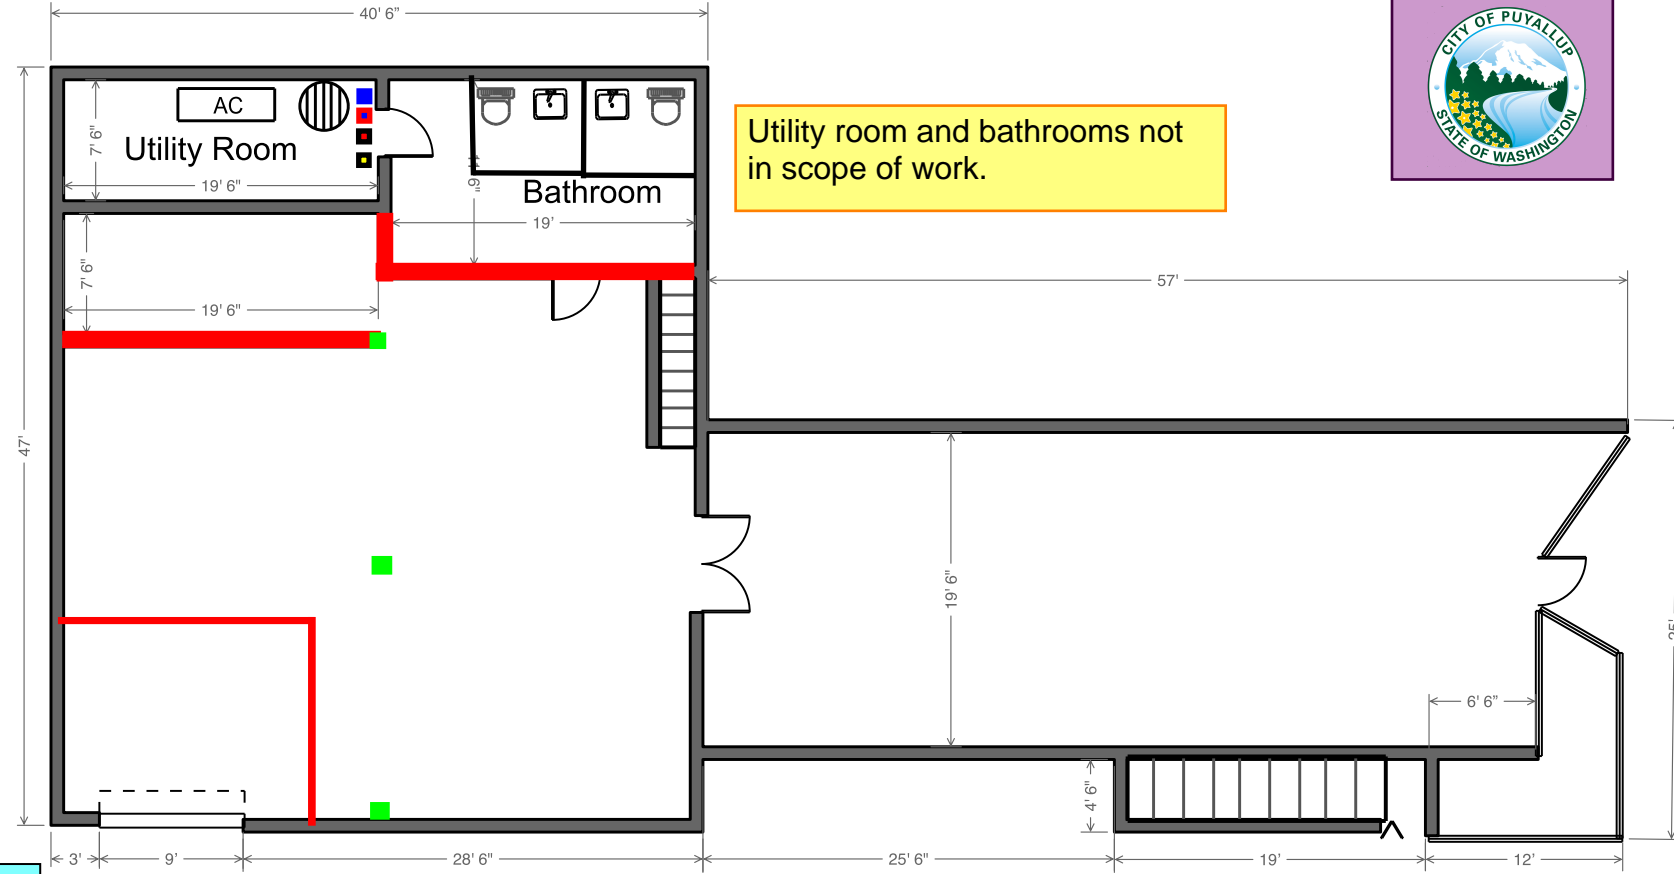 40' 6”
CITY OF PUYALLUP
STATE OF WASHINGTON
AC
Utility Room
7' 6"
19' 6"
Utility room and bathrooms not
in scope of work.
Bathroom
19'
7' 6"
19' 6"
57'
47'
19' 6"
6' 6”
4' 6"
3'
9'
28' 6"
25' 6"
19'
12'